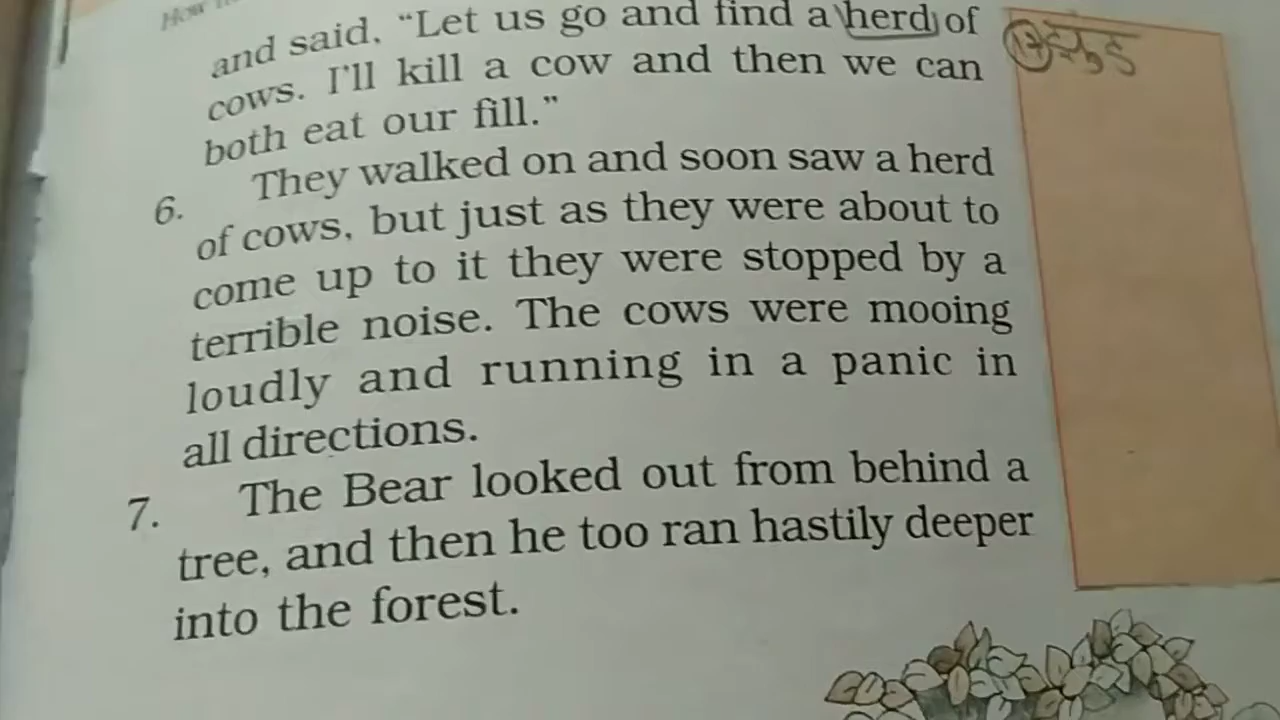 How
and said, “Let us go and find a herd of
cows. I’ll kill a cow and then we can
both eat our fill.”
6. They walked on and soon saw a herd
of cows, but just as they were about to
come up to it they were stopped by a
terrible noise. The cows were mooing
loudly and running in a panic in
all directions.
7. The Bear looked out from behind a
tree, and then he too ran hastily deeper
into the forest.